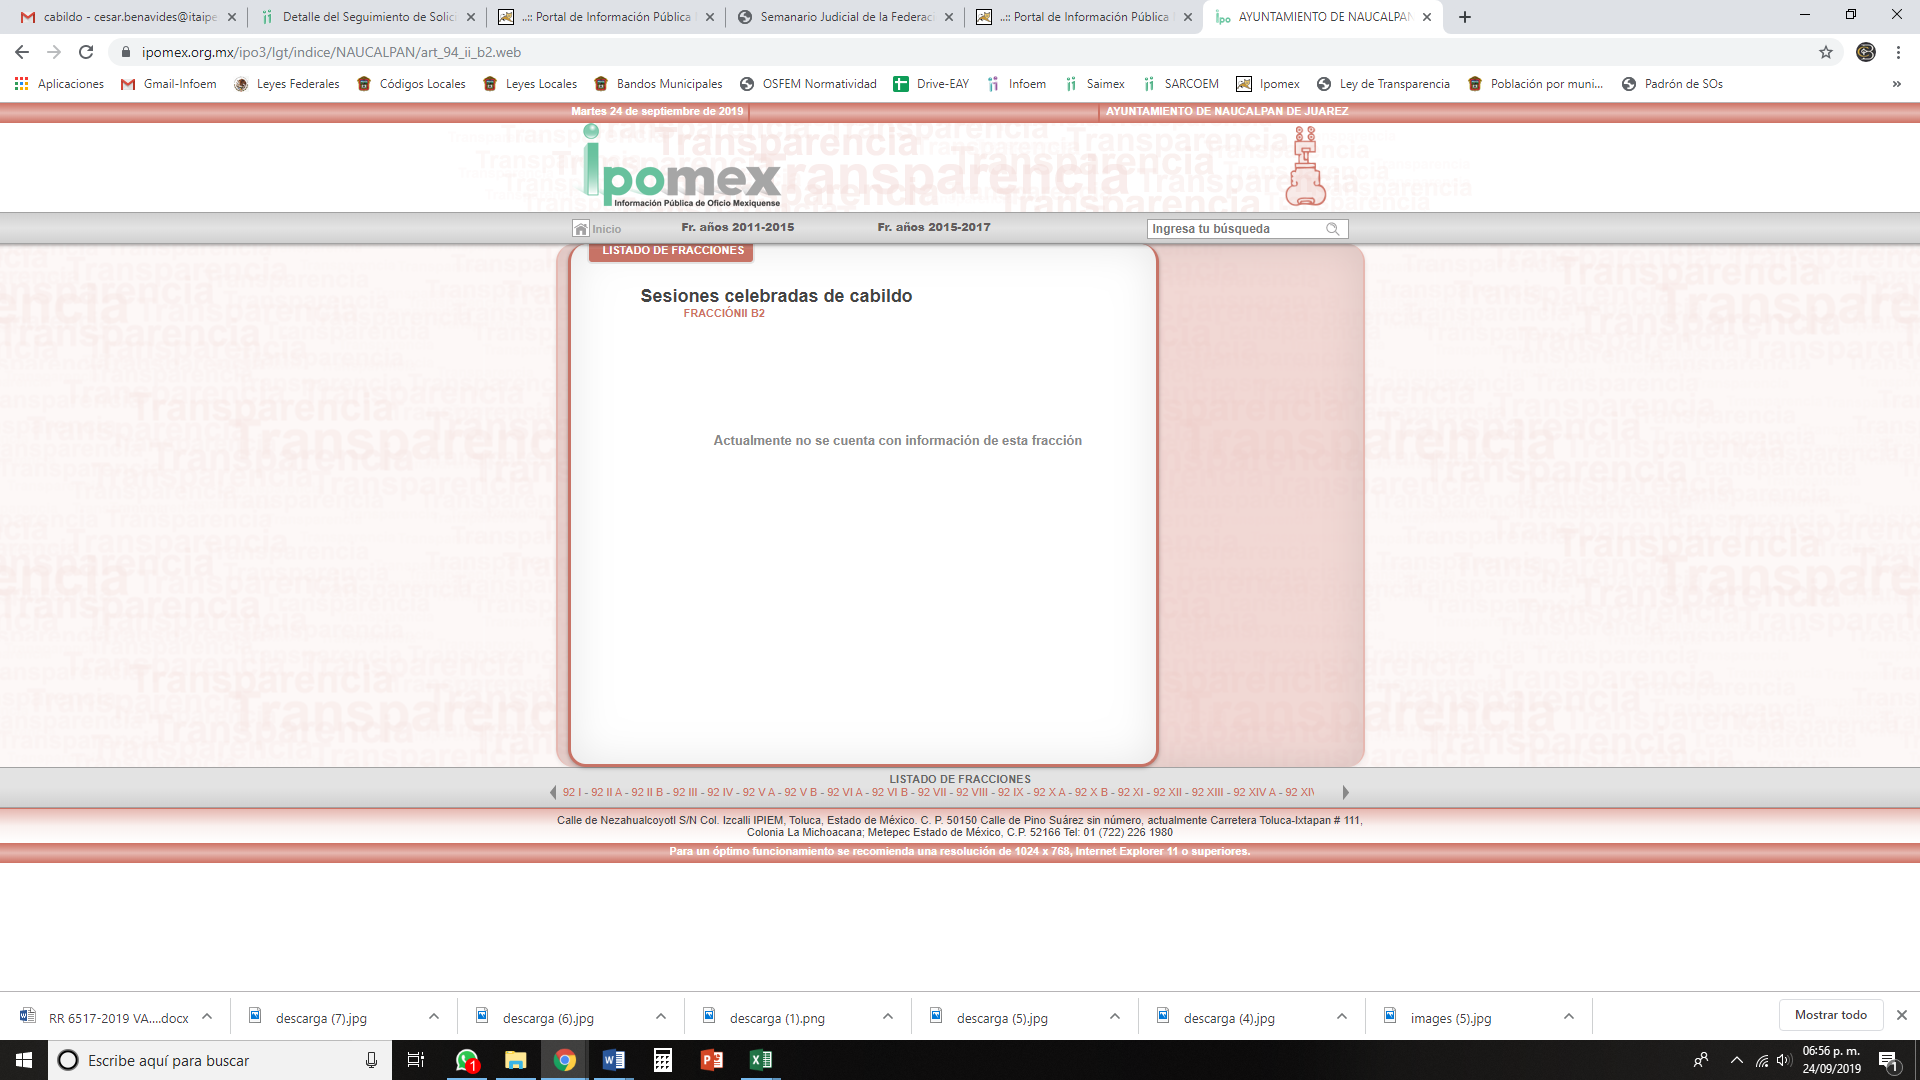 cabildo - cesar.benavides@itaipe
Detalle del Seguimiento de Solici
..:: Portal de Información Pública
Semanario Judicial de la Federaci
..:: Portal de Información Pública
AYUNTAMIENTO DE NAUCALPAN
ipomex.org.mx/ipo3/lgt/indice/NAUCALPAN/art_94_ii_b2.web
Aplicaciones
Gmail-Infoem
Leyes Federales
Códigos Locales
Leyes Locales
Bandos Municipales
OSFEM Normatividad
Drive-EAY
Infoem
Saimex
SARCOEM
Ipomex
Ley de Transparencia
Población por muni...
Padrón de SOs
»
Martes 24 de septiembre de 2019
AYUNTAMIENTO DE NAUCALPAN DE JUAREZ
ipomex
Información Pública de Oficio Mexiquense
Transparencia
Inicio
Fr. años 2011-2015
Fr. años 2015-2017
Ingresa tu búsqueda
LISTADO DE FRACCIONES
Sesiones celebradas de cabildo
FRACCIÓNII B2
Actualmente no se cuenta con información de esta fracción
LISTADO DE FRACCIONES
92 I - 92 II A - 92 II B - 92 III - 92 IV - 92 V A - 92 V B - 92 VI A - 92 VI B - 92 VII - 92 VIII - 92 IX - 92 X A - 92 X B - 92 XI - 92 XII - 92 XIII - 92 XIV A - 92 XIV
Calle de Nezahualcoyotl S/N Col. Izcalli IPIEM, Toluca, Estado de México. C. P. 50150 Calle de Pino Suárez sin número, actualmente Carretera Toluca-Ixtapan # 111,
Colonia La Michoacana; Metepec Estado de México, C.P. 52166 Tel: 01 (722) 226 1980
Para un óptimo funcionamiento se recomienda una resolución de 1024 x 768, Internet Explorer 11 o superiores.
RR 6517-2019 VA....docx
descarga (7).jpg
descarga (6).jpg
descarga (1).png
descarga (5).jpg
descarga (4).jpg
images (5).jpg
Mostrar todo
Escribe aquí para buscar
1
06:56 p. m.
24/09/2019
1